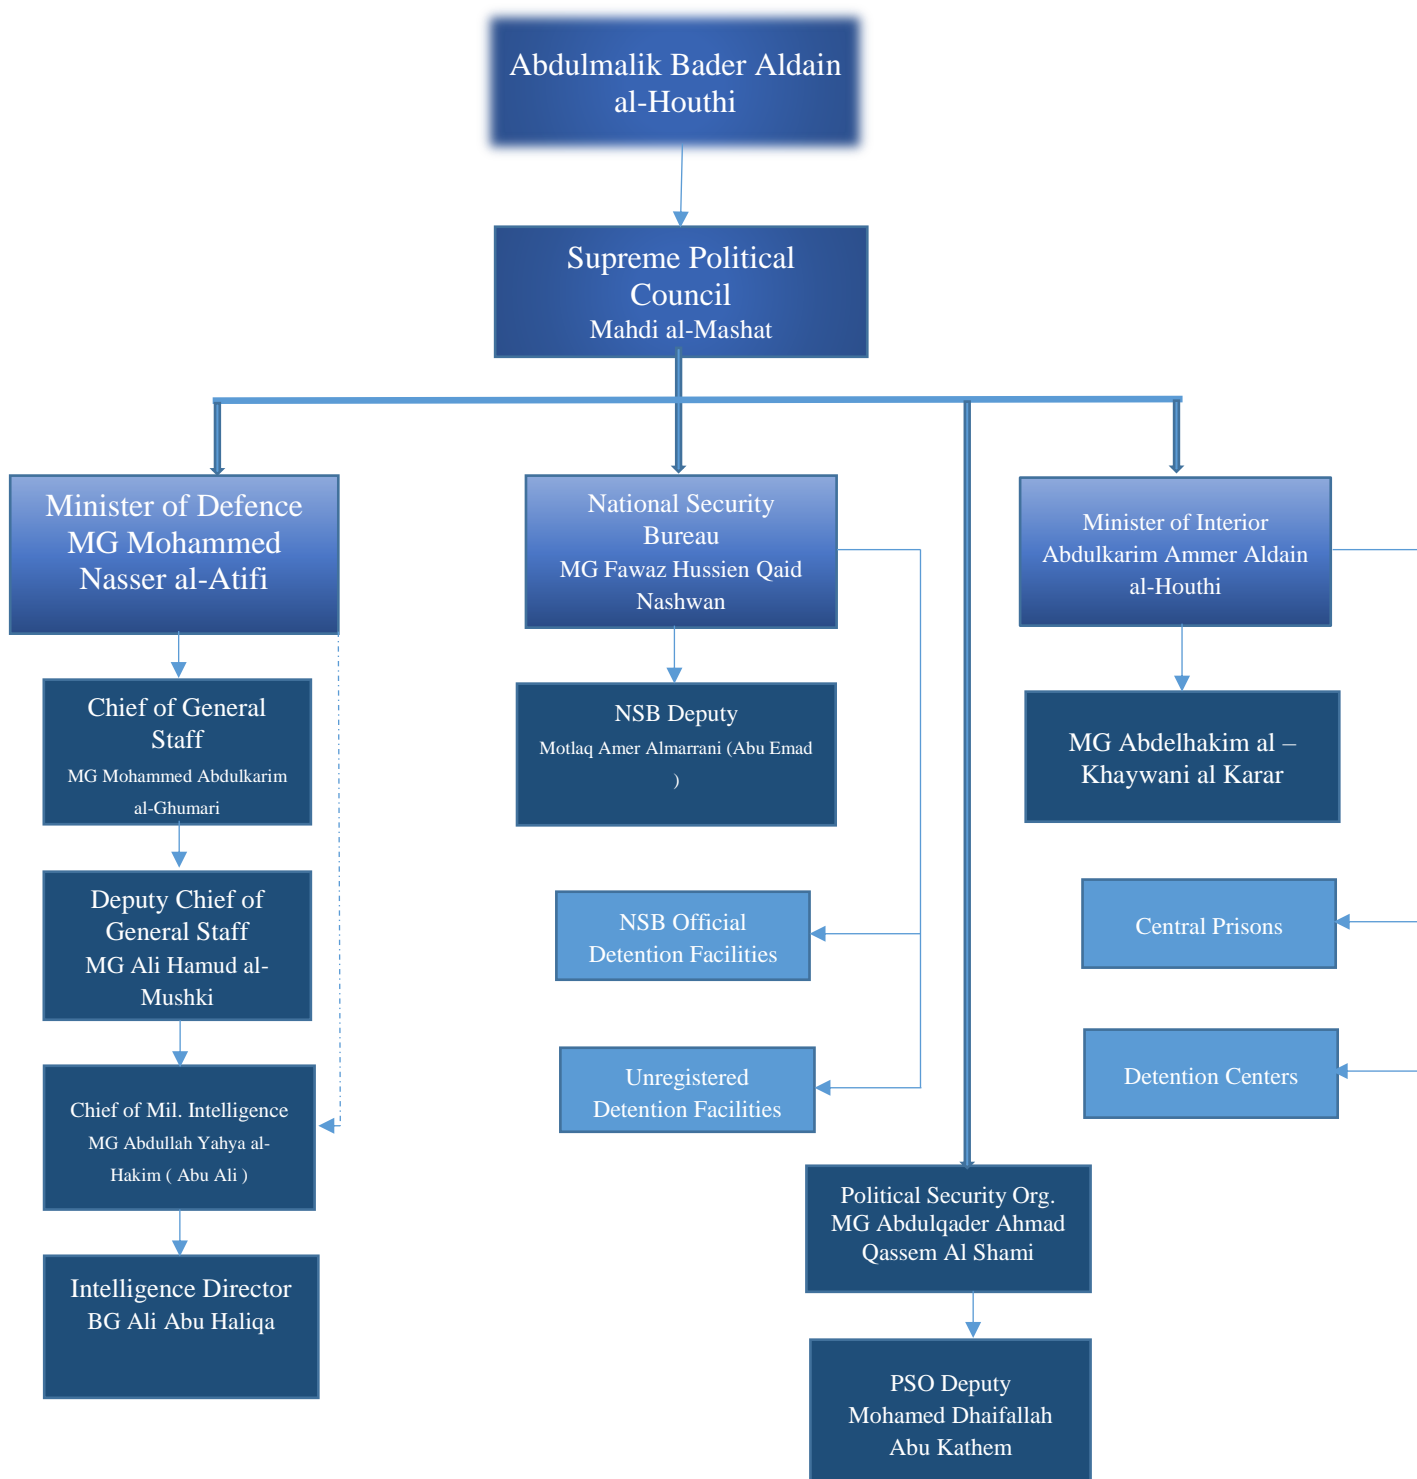 Abdulmalik Bader Aldain
al-Houthi
Supreme Political
Council
Mahdi al-Mashat
Minister of Defence
MG Mohammed
Nasser al-Atifi
National Security
Bureau
MG Fawaz Hussien Qaid
Nashwan
Minister of Interior
Abdulkarim Ammer Aldain
al-Houthi
Chief of General
Staff
MG Mohammed Abdulkarim
al-Ghumari
NSB Deputy
Motlaq Amer Almarrani (Abu Emad
)
MG Abdelhakim al –
Khaywani al Karar
Deputy Chief of
General Staff
MG Ali Hamud al-
Mushki
NSB Official
Detention Facilities
Central Prisons
Chief of Mil. Intelligence
MG Abdullah Yahya al-
Hakim ( Abu Ali )
Unregistered
Detention Facilities
Detention Centers
Political Security Org.
MG Abdulqader Ahmad
Qassem Al Shami
Intelligence Director
BG Ali Abu Haliqa
PSO Deputy
Mohamed Dhaifallah
Abu Kathem